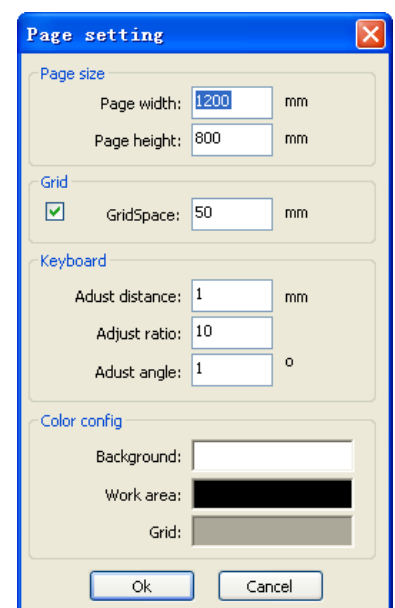 Page setting
Page size
Page width: 1200 mm
Page height: 800 mm
Grid
GridSpace: 50 mm
Keyboard
Adust distance: 1 mm
Adjust ratio: 10
Adust angle: 1 °
Color config
Background:
Work area:
Grid:
Ok Cancel